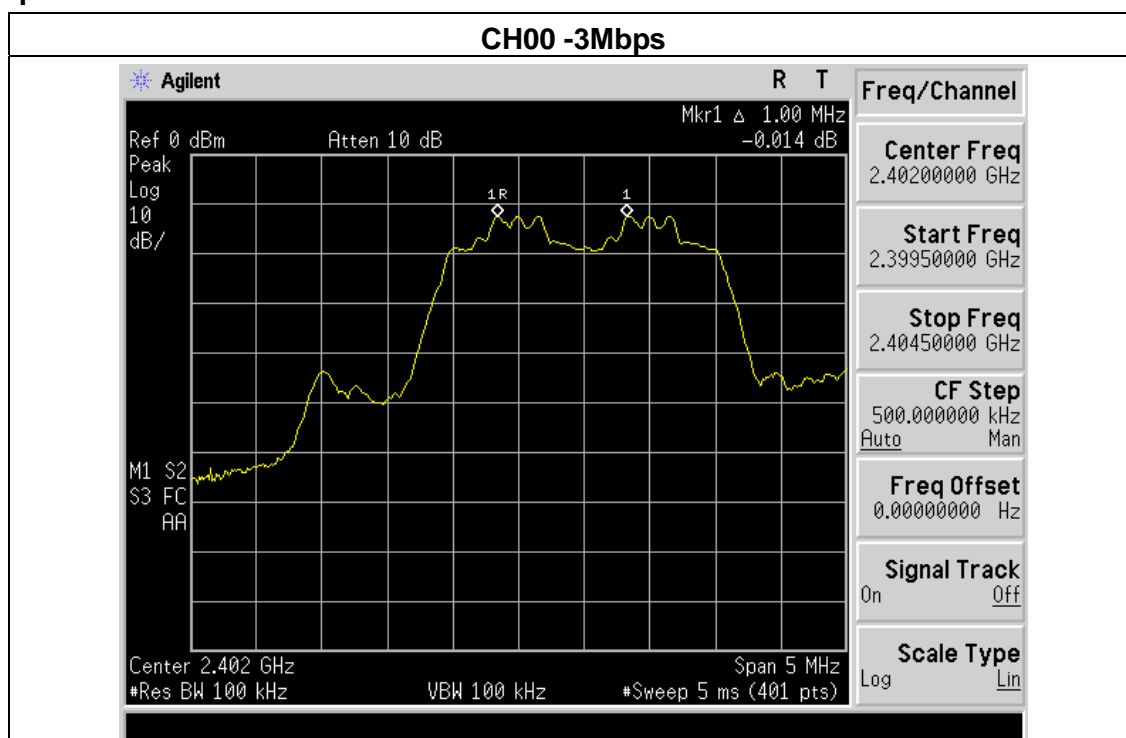 CH00 -3Mbps
Agilent R T
Mkr1 Δ 1.00 MHz
Ref 0 dBm Atten 10 dB -0.014 dB
Peak
Log
10
dB/
1R 1
M1 S2
S3 FC
AA
Center 2.402 GHz Span 5 MHz
#Res BW 100 kHz VBW 100 kHz #Sweep 5 ms (401 pts)
Freq/Channel
Center Freq
2.40200000 GHz
Start Freq
2.39950000 GHz
Stop Freq
2.40450000 GHz
CF Step
500.000000 kHz
Auto Man
Freq Offset
0.00000000 Hz
Signal Track
On Off
Scale Type
Log Lin